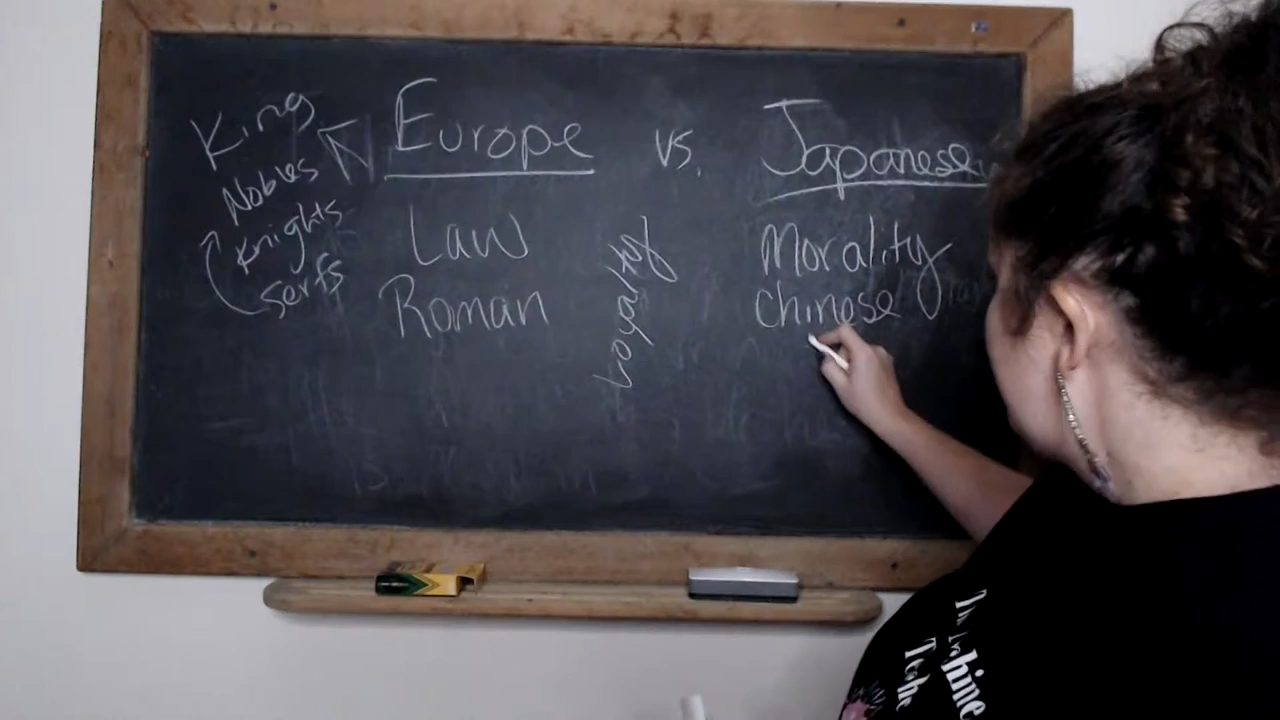 King
Nobles
Knights
serfs
Europe vs. Japanese
Law
Roman
Loyalty
Morality
Chinese